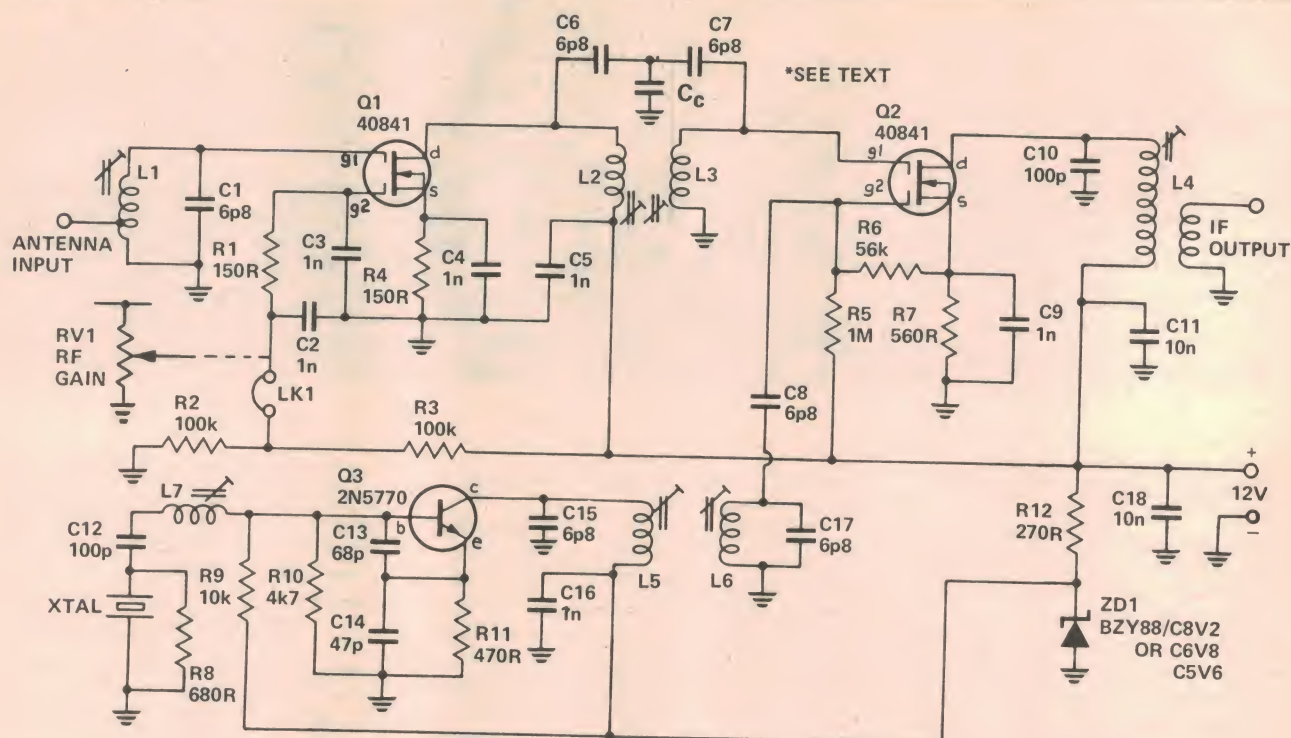 C6
6p8
C7
6p8
Cc
*SEE TEXT
Q1
40841
g1
d
s
g2
L1
C1
6p8
ANTENNA
INPUT
R1
150R
C3
1n
R4
150R
C4
1n
C5
1n
L2
L3
Q2
40841
g1
g2
d
s
C10
100p
L4
IF
OUTPUT
R6
56k
R5
1M
R7
560R
C9
1n
C11
10n
RV1
RF
GAIN
C2
1n
LK1
R2
100k
R3
100k
C8
6p8
L7
C12
100p
XTAL
R8
680R
R9
10k
R10
4k7
C13
68p
C14
47p
Q3
2N5770
b
c
e
R11
470R
C15
6p8
C16
1n
L5
L6
C17
6p8
R12
270R
C18
10n
+
12V
−
ZD1
BZY88/C8V2
OR C6V8
C5V6